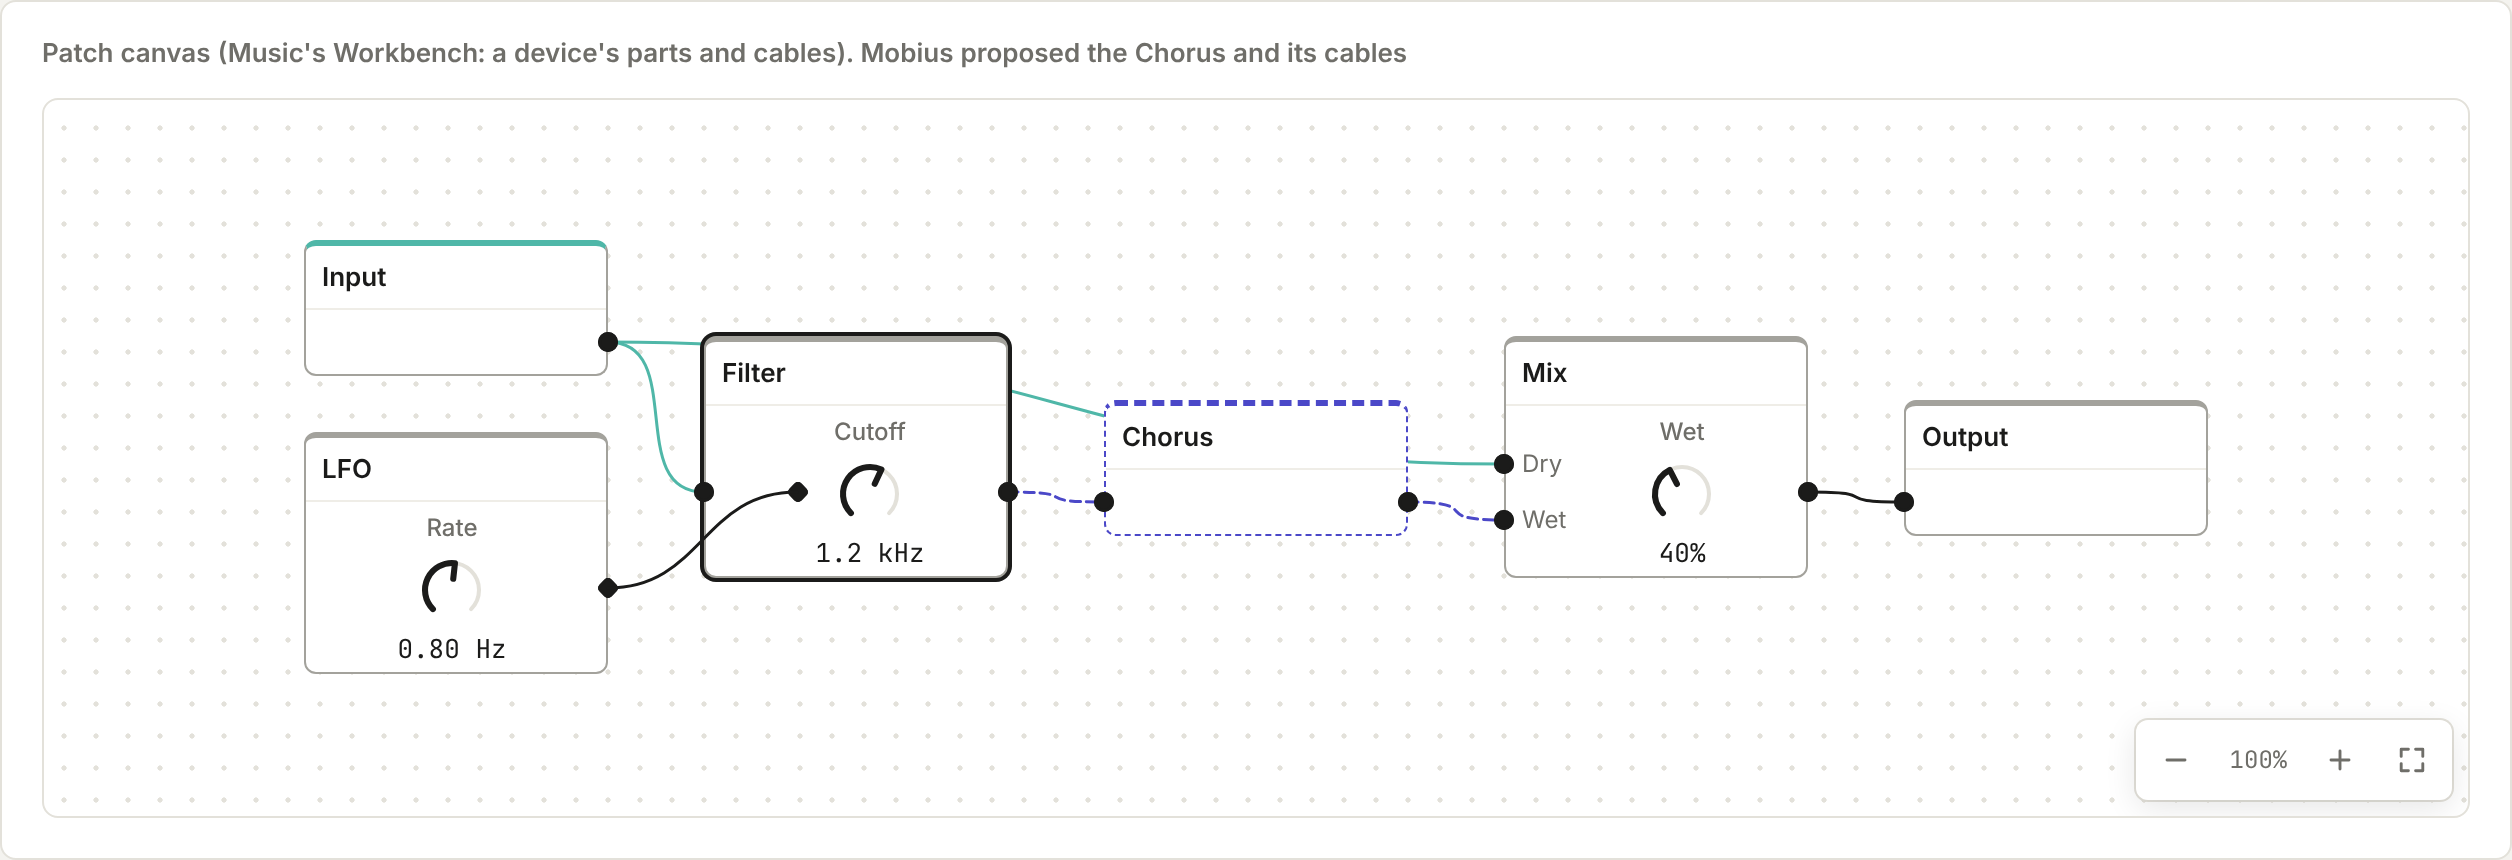 Patch canvas (Music's Workbench: a device's parts and cables). Mobius proposed the Chorus and its cables
Input
LFO
Rate
0.80 Hz
Filter
Cutoff
1.2 kHz
Chorus
Mix
Wet
Dry
Wet
40%
Output
100%